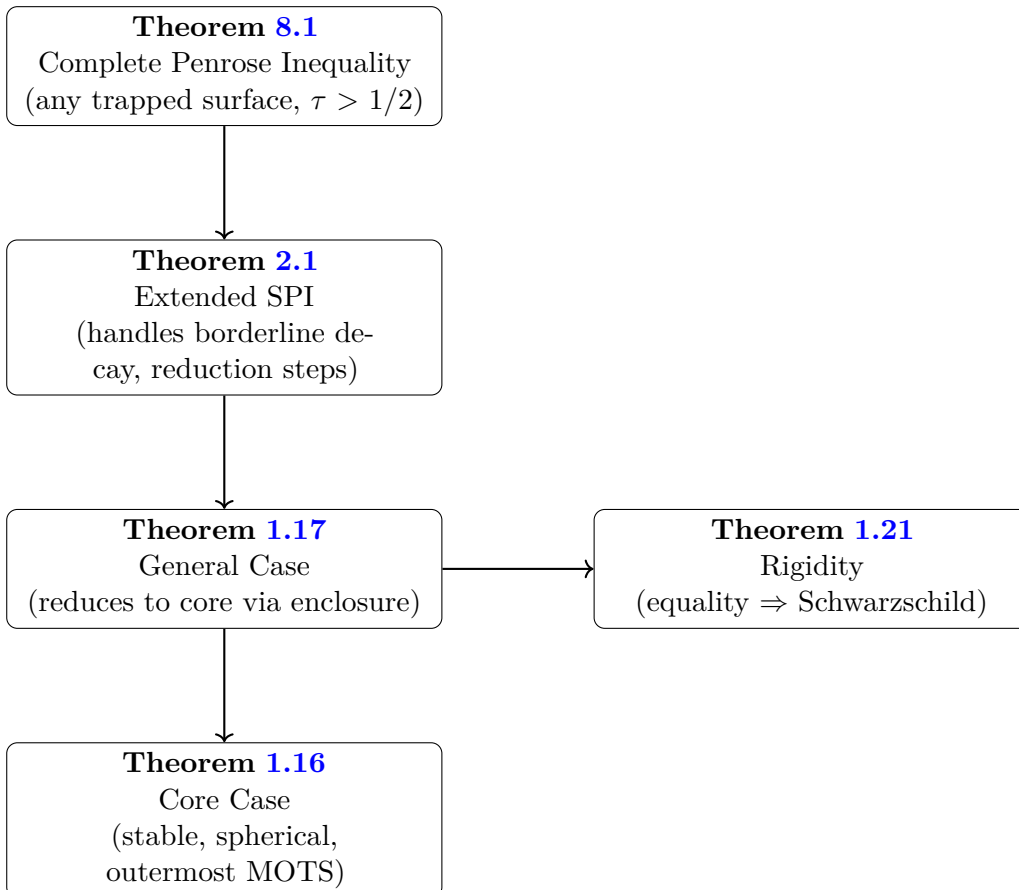 Theorem 8.1
Complete Penrose Inequality
(any trapped surface, τ > 1/2)
Theorem 2.1
Extended SPI
(handles borderline de-
cay, reduction steps)
Theorem 1.17
General Case
(reduces to core via enclosure)
Theorem 1.21
Rigidity
(equality ⇒ Schwarzschild)
Theorem 1.16
Core Case
(stable, spherical,
outermost MOTS)